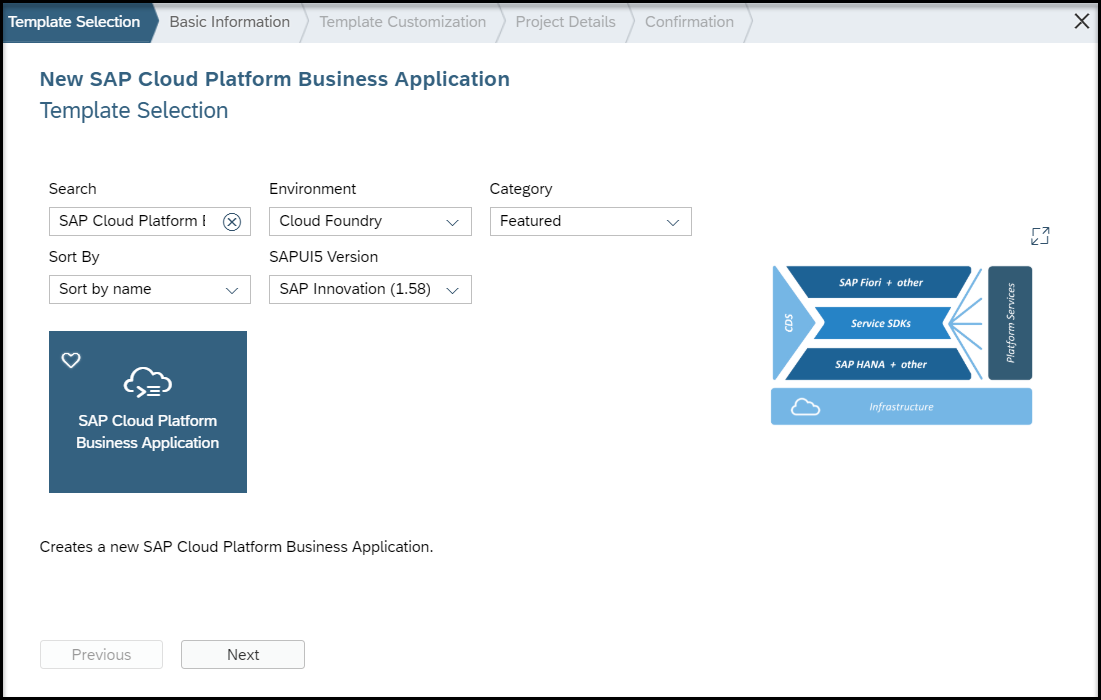 Template Selection
Basic Information
Template Customization
Project Details
Confirmation
New SAP Cloud Platform Business Application
Template Selection
Search
Environment
Category
SAP Cloud Platform
Cloud Foundry
Featured
Sort By
SAPUI5 Version
Sort by name
SAP Innovation (1.58)
SAP Cloud Platform
Business Application
CDS
SAP Fiori + other
Service SDKs
SAP HANA + other
Platform Services
Infrastructure
Creates a new SAP Cloud Platform Business Application.
Previous
Next